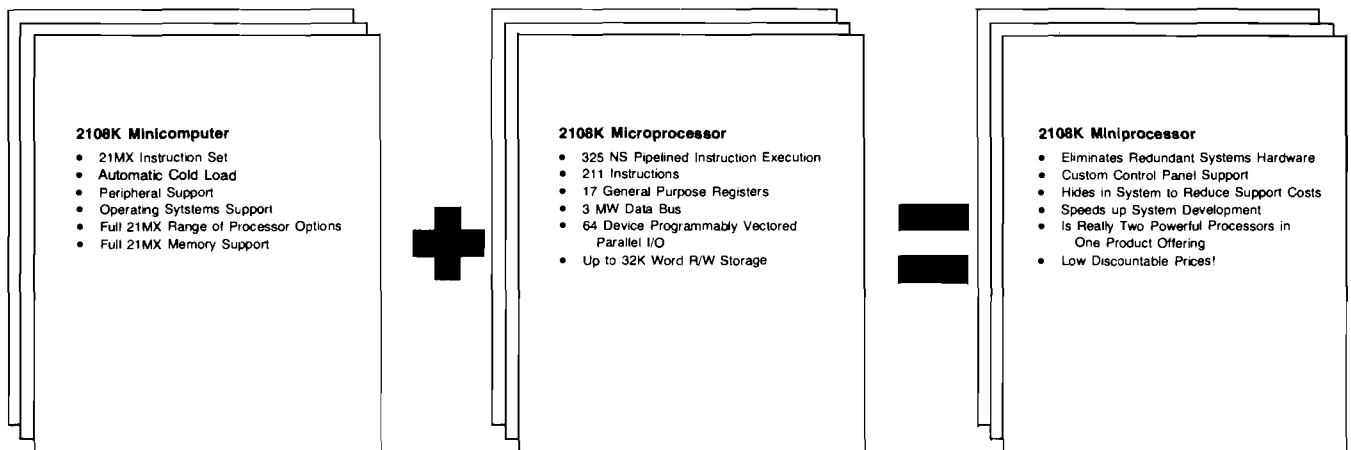 2108K Minicomputer
• 21MX Instruction Set
• Automatic Cold Load
• Peripheral Support
• Operating Sytstems Support
• Full 21MX Range of Processor Options
• Full 21MX Memory Support
2108K Microprocessor
• 325 NS Pipelined Instruction Execution
• 211 Instructions
• 17 General Purpose Registers
• 3 MW Data Bus
• 64 Device Programmably Vectored
Parallel I/O
• Up to 32K Word R/W Storage
2108K Miniprocessor
• Eliminates Redundant Systems Hardware
• Custom Control Panel Support
• Hides in System to Reduce Support Costs
• Speeds up System Development
• Is Really Two Powerful Processors in
One Product Offering
• Low Discountable Prices!